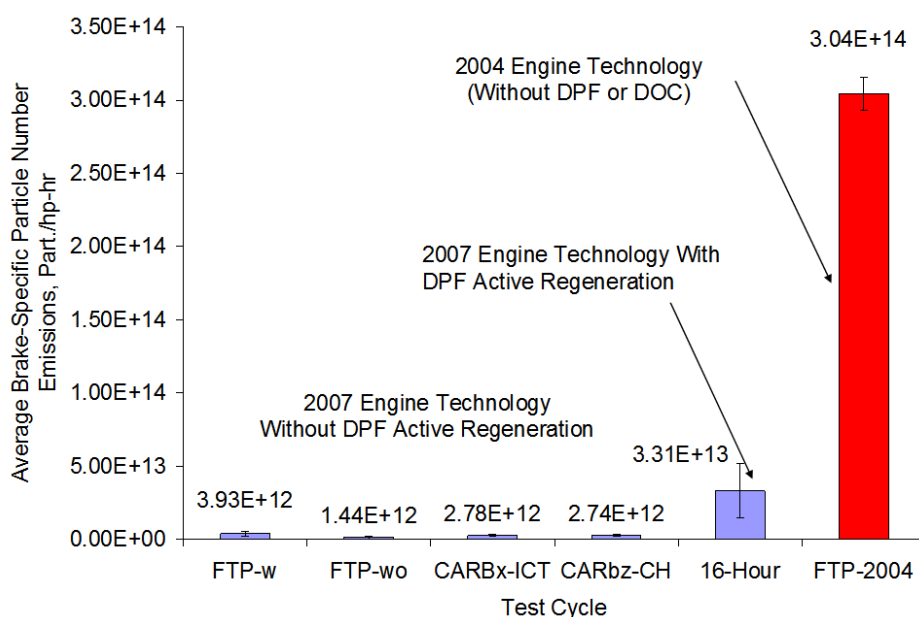 3.50E+14
3.00E+14
2.50E+14
2.00E+14
1.50E+14
1.00E+14
5.00E+13
0.00E+00
Average Brake-Specific Particle Number
Emissions, Part./hp-hr
3.04E+14
2004 Engine Technology
(Without DPF or DOC)
2007 Engine Technology With
DPF Active Regeneration
2007 Engine Technology
Without DPF Active Regeneration
3.93E+12
1.44E+12
2.78E+12
2.74E+12
3.31E+13
FTP-w
FTP-wo
CARBx-ICT
CARbz-CH
16-Hour
FTP-2004
Test Cycle